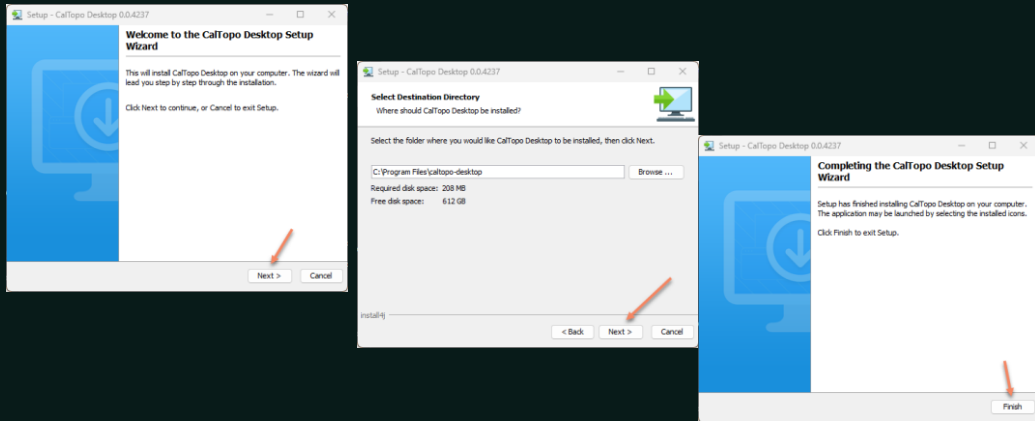 Setup - CalTopo Desktop 0.0.4237
Welcome to the CalTopo Desktop Setup
Wizard
This will install CalTopo Desktop on your computer. The wizard will
lead you step by step through the installation.
Click Next to continue, or Cancel to exit Setup.
Next >
Cancel
Setup - CalTopo Desktop 0.0.4237
Select Destination Directory
Where should CalTopo Desktop be installed?
Select the folder where you would like CalTopo Desktop to be installed, then click Next.
C:\Program Files\caltopo-desktop
Browse ...
Required disk space: 208 MB
Free disk space: 612 GB
install4j
< Back
Next >
Cancel
Setup - CalTopo Desktop 0.0.4237
Completing the CalTopo Desktop Setup
Wizard
Setup has finished installing CalTopo Desktop on your computer.
The application may be launched by selecting the installed icons.
Click Finish to exit Setup.
Finish